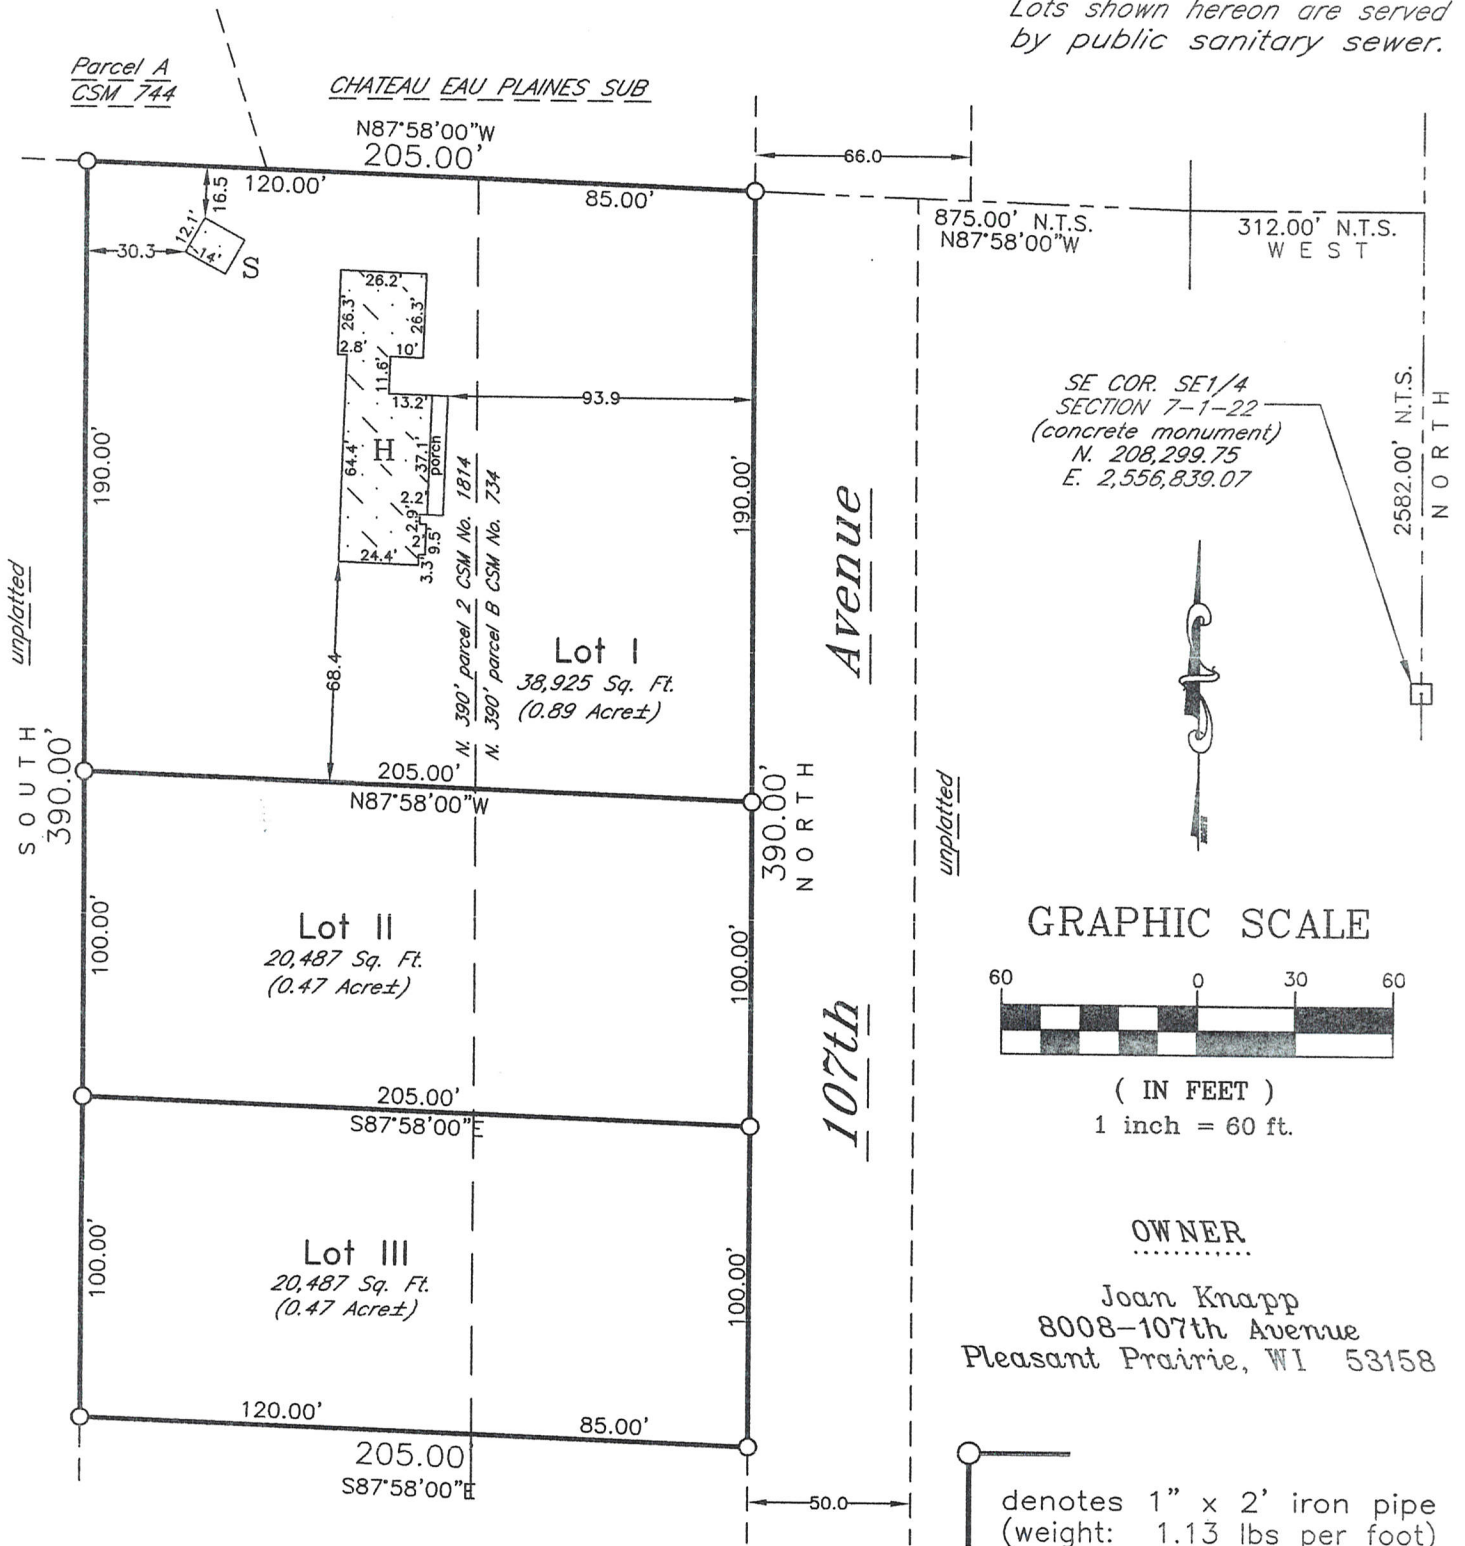 Lots shown hereon are served
by public sanitary sewer.
Parcel A
CSM 744
CHATEAU EAU PLAINES SUB
N87°58'00"W
205.00'
120.00'
85.00'
66.0
16.5
12.1'
14'
30.3
S
875.00' N.T.S.
N87°58'00"W
312.00' N.T.S.
WEST
26.2'
26.3'
26.3'
2.8'
10'
11.6'
13.2'
93.9
64.4'
H
37.1'
porch
2.2'
2.9'
2'
9.5'
24.4'
3.3'
190.00'
190.00'
N. 390' parcel 2 CSM No. 1814
N. 390' parcel B CSM No. 734
SE COR. SE1/4
SECTION 7-1-22
(concrete monument)
N. 208,299.75
E. 2,556,839.07
2582.00' N.T.S.
NORTH
unplatted
68.4
Lot I
38,925 Sq. Ft.
(0.89 Acre±)
Avenue
107th
SOUTH
390.00'
205.00'
N87°58'00"W
390.00'
NORTH
unplatted
100.00'
Lot II
20,487 Sq. Ft.
(0.47 Acre±)
100.00'
GRAPHIC SCALE
60 0 30 60
( IN FEET )
1 inch = 60 ft.
205.00'
S87°58'00"E
100.00'
Lot III
20,487 Sq. Ft.
(0.47 Acre±)
100.00'
OWNER
Joan Knapp
8008-107th Avenue
Pleasant Prairie, WI 53158
120.00'
85.00'
205.00'
S87°58'00"E
50.0
denotes 1" x 2' iron pipe
(weight: 1.13 lbs per foot)